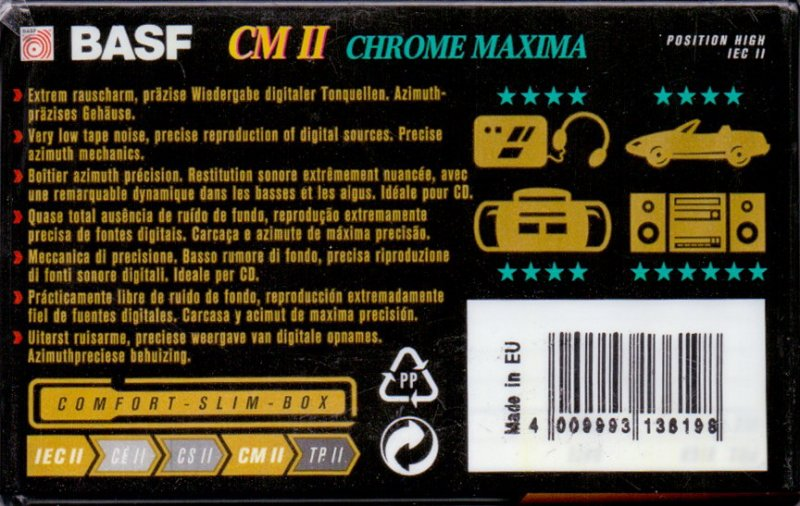 BASF
BASF CM II CHROME MAXIMA
POSITION HIGH
IEC II
Extrem rauscharm, präzise Wiedergabe digitaler Tonquellen. Azimuth-
präzises Gehäuse.
Very low tape noise, precise reproduction of digital sources. Precise
azimuth mechanics.
Boîtier azimuth précision. Restitution sonore extrêmement nuancée, avec
une remarquable dynamique dans les basses et les aigus. Idéale pour CD.
Quase total ausência de ruído de fundo, reprodução extremamente
precisa de fontes digitais. Carcaça e azimute de máxima precisão.
Meccanica di precisione. Basso rumore di fondo, precisa riproduzione
di fonti sonore digitali. Ideale per CD.
Prácticamente libre de ruido de fondo, reproducción extremadamente
fiel de fuentes digitales. Carcasa y acimut de maxima precisión.
Uiterst ruisarme, preciese weergave van digitale opnames.
Azimuthpreciese behuizing.
COMFORT-SLIM-BOX
IEC II CE II CS II CM II TP II
PP
Made in EU
4 009993 136196